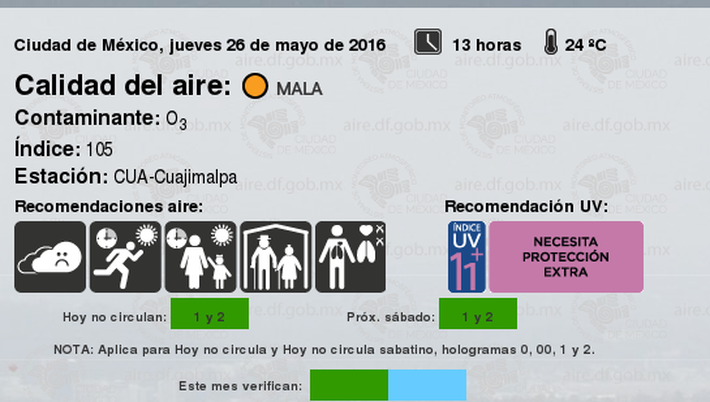 Ciudad de México, jueves 26 de mayo de 2016 13 horas 24 ºC
Calidad del aire: MALA
Contaminante: O3
Índice: 105
Estación: CUA-Cuajimalpa
Recomendaciones aire: Recomendación UV:
ÍNDICE
UV
11+
NECESITA
PROTECCIÓN
EXTRA
Hoy no circulan: 1 y 2 Próx. sábado: 1 y 2
NOTA: Aplica para Hoy no circula y Hoy no circula sabatino, hologramas 0, 00, 1 y 2.
Este mes verifican:
aire.df.gob.mx
CIUDAD
DE MÉXICO